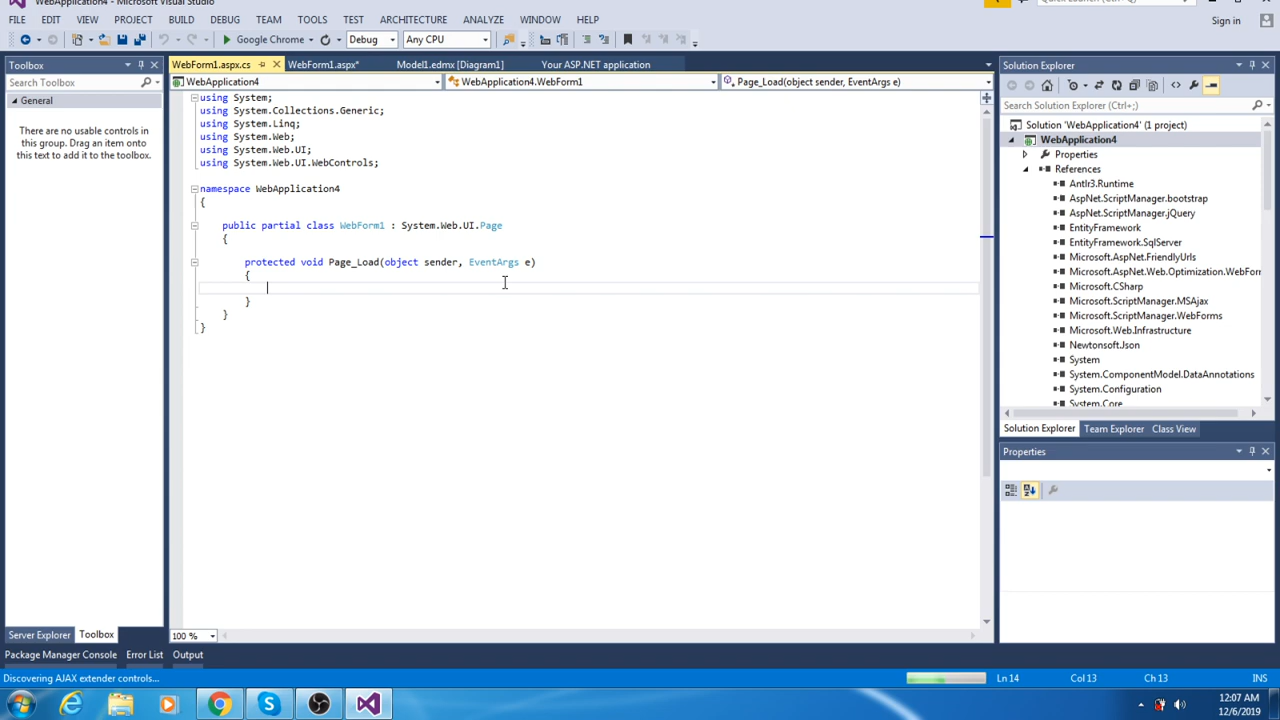 WebApplication4 - Microsoft Visual Studio
Quick Launch (Ctrl+;)
FILE EDIT VIEW PROJECT BUILD DEBUG TEAM TOOLS TEST ARCHITECTURE ANALYZE WINDOW HELP
Sign in
Google Chrome Debug Any CPU
Toolbox
Search Toolbox
General
There are no usable controls in
this group. Drag an item onto
this text to add it to the toolbox.
Server Explorer Toolbox
WebForm1.aspx.cs WebForm1.aspx* Model1.edmx [Diagram1] Your ASP.NET application
WebApplication4 WebApplication4.WebForm1 Page_Load(object sender, EventArgs e)
using System;
using System.Collections.Generic;
using System.Linq;
using System.Web;
using System.Web.UI;
using System.Web.UI.WebControls;
namespace WebApplication4
{
public partial class WebForm1 : System.Web.UI.Page
{
protected void Page_Load(object sender, EventArgs e)
{
}
}
}
100 %
Solution Explorer
Search Solution Explorer (Ctrl+;)
Solution 'WebApplication4' (1 project)
WebApplication4
Properties
References
Antlr3.Runtime
AspNet.ScriptManager.bootstrap
AspNet.ScriptManager.jQuery
EntityFramework
EntityFramework.SqlServer
Microsoft.AspNet.FriendlyUrls
Microsoft.AspNet.Web.Optimization.WebForm
Microsoft.CSharp
Microsoft.ScriptManager.MSAjax
Microsoft.ScriptManager.WebForms
Microsoft.Web.Infrastructure
Newtonsoft.Json
System
System.ComponentModel.DataAnnotations
System.Configuration
System.Core
Solution Explorer Team Explorer Class View
Properties
Package Manager Console Error List Output
Discovering AJAX extender controls... Ln 14 Col 13 Ch 13 INS
12:07 AM
12/6/2019